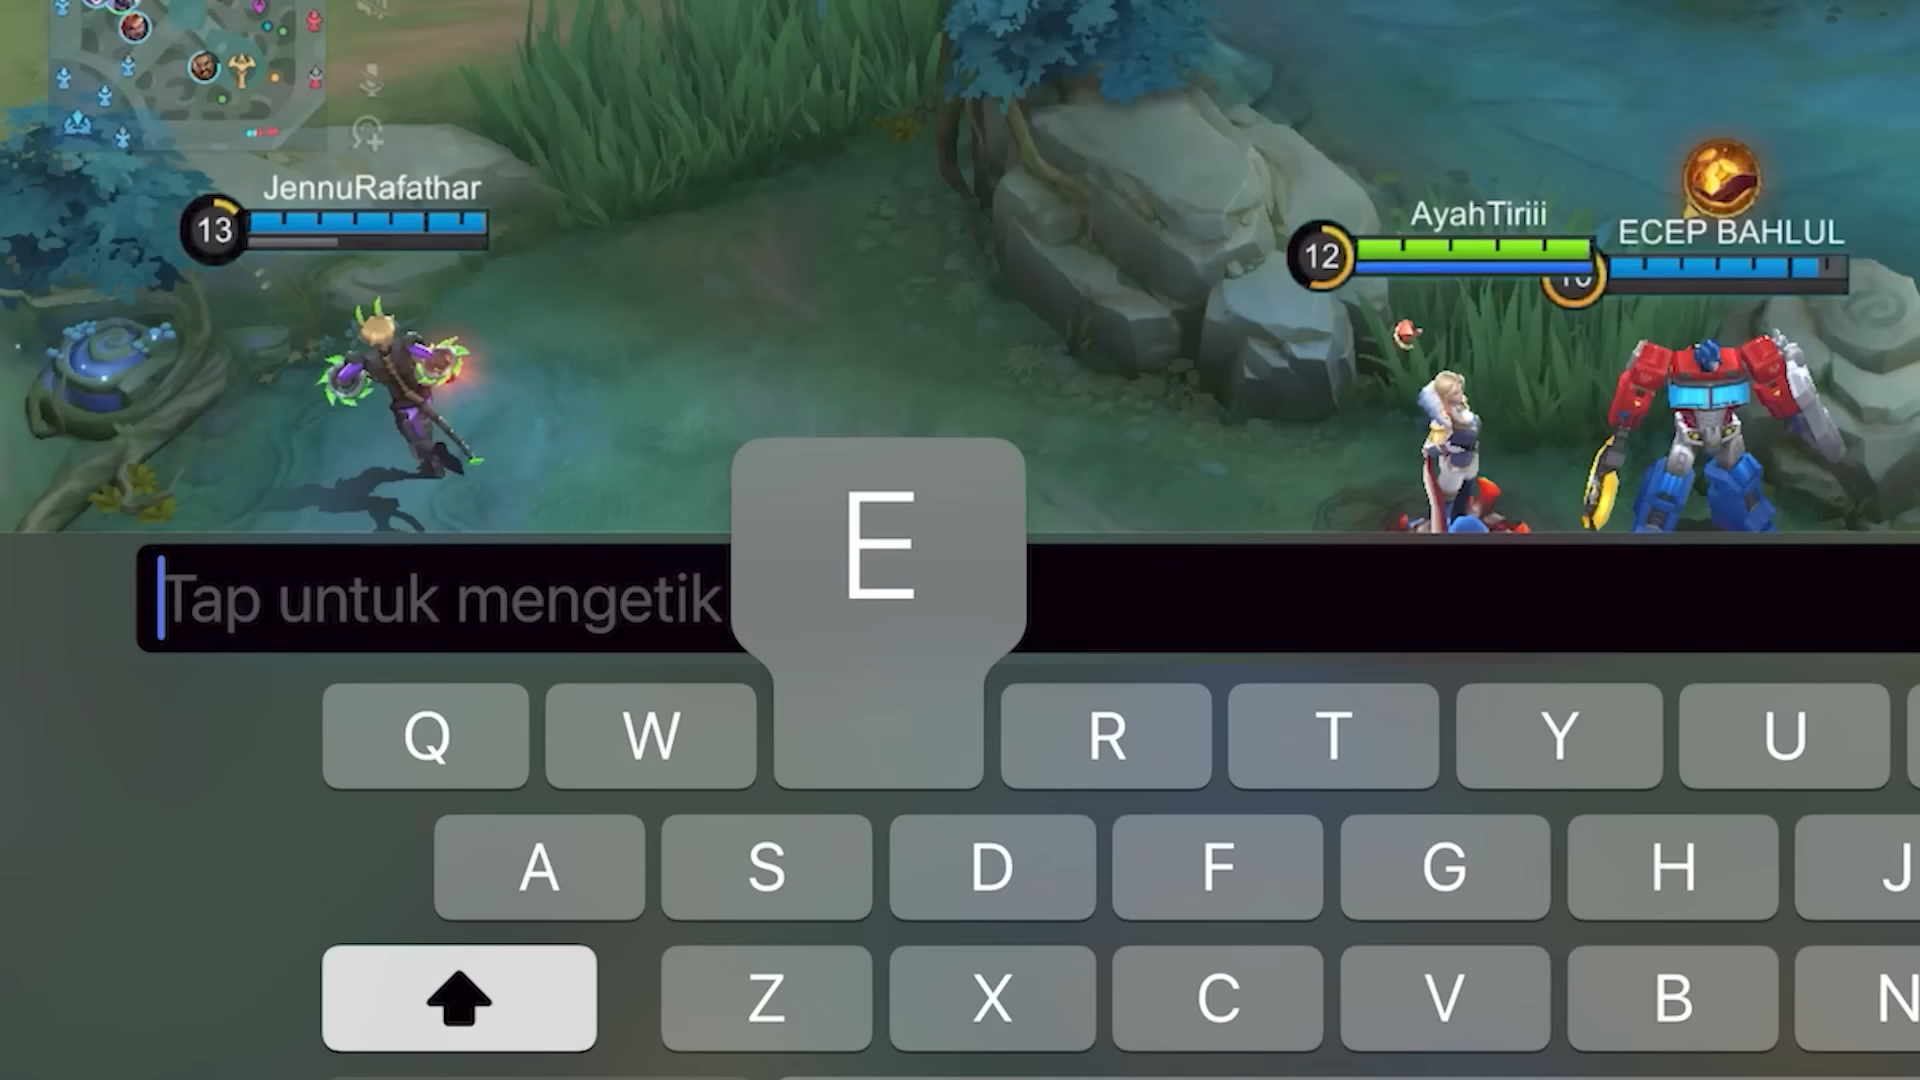 JennuRafathar
13
AyahTiriii
12
ECEP BAHLUL
Tap untuk mengetik
E
Q W R T Y U
A S D F G H J
Z X C V B N